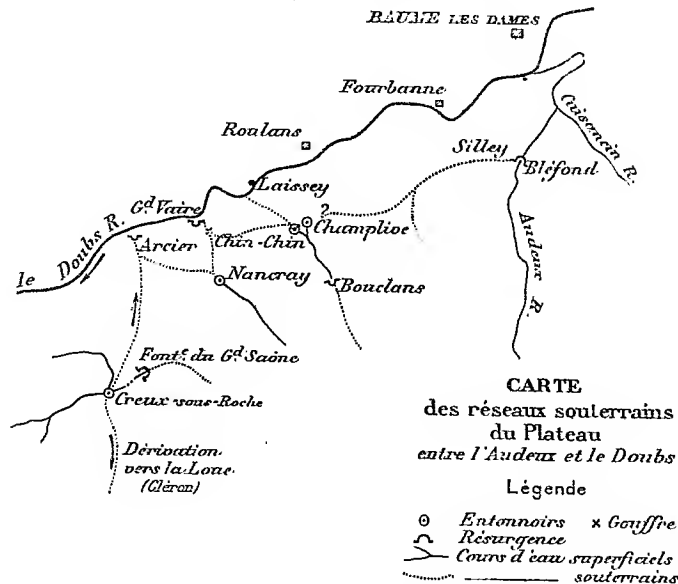 BAUME LES DAMES
Fourbanne
Cuisancin R.
Roulans
Silley
Bléfond
Laissey
Gd Vaire
?
Champlive
Doubs R.
le
Arcier
Chin-Chin
Nancray
Bouclans
Audeux R.
Fonte. du Gd Saône
Creux-sous-Roche
Dérivation
vers la Loue
(Cléron)
CARTE
des réseaux souterrains
du Plateau
entre l'Audeux et le Doubs
Légende
Entonnoirs x Gouffre
Résurgence
Cours d'eau superficiels
souterrains